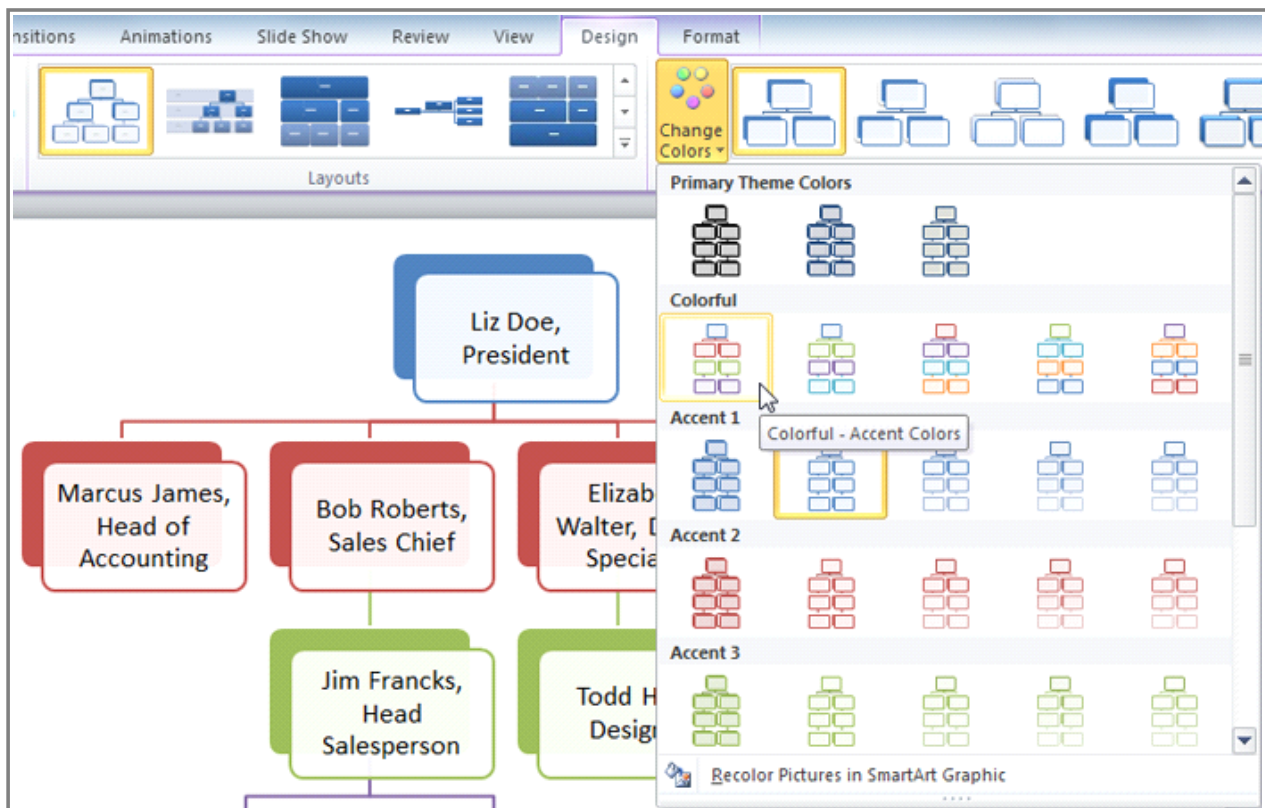 nsitions Animations Slide Show Review View Design Format
Change
Colors
Layouts
Primary Theme Colors
Colorful
Colorful - Accent Colors
Accent 1
Accent 2
Accent 3
Recolor Pictures in SmartArt Graphic
Liz Doe,
President
Marcus James,
Head of
Accounting
Bob Roberts,
Sales Chief
Elizab
Walter, D
Specia
Jim Francks,
Head
Salesperson
Todd H
Desig